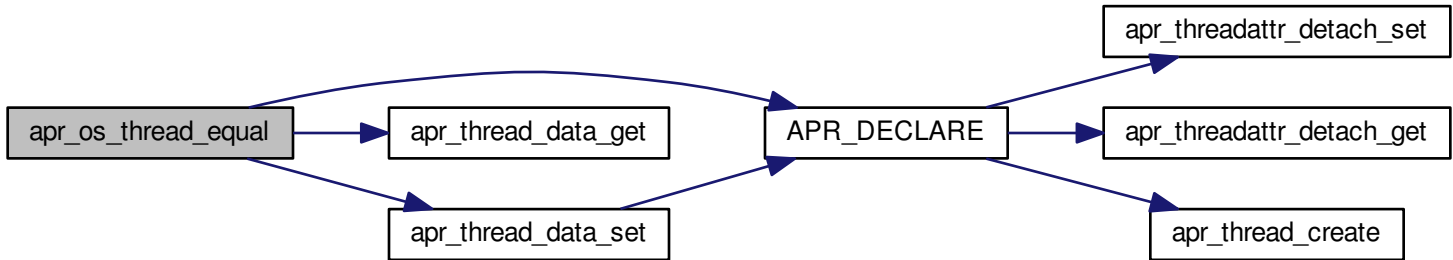 apr_os_thread_equal
apr_thread_data_get
apr_thread_data_set
APR_DECLARE
apr_threadattr_detach_set
apr_threadattr_detach_get
apr_thread_create